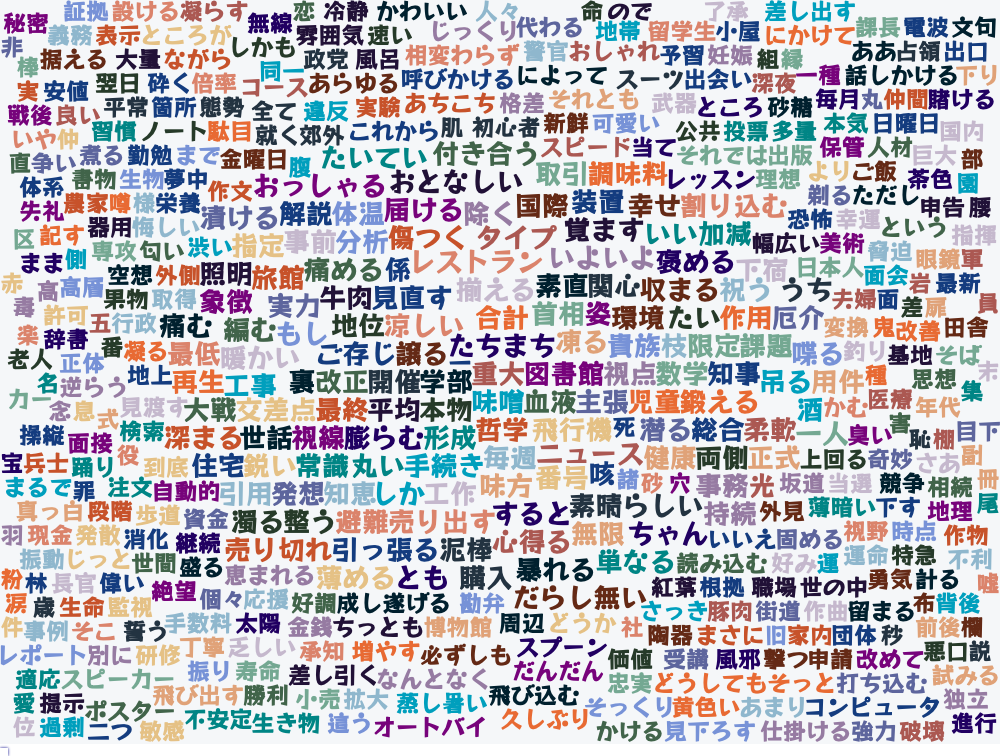 秘密 証拠 設ける 凝らす 無線 恋 冷静 かわいい 人々 命 ので 了承 差し出す
非 義務 表示 ところが 雰囲気 速い じっくり 代わる 地帯 留学生 小屋 にかけて 課長 電波 文句
棒 据える 大量 ながら しかも 政党 風呂 相変わらず 警官 おしゃれ 予習 妊娠 組 緑 ああ 占領 出口
実 安値 翌日 砕く 倍率 コース 同一 あらゆる 呼びかける によって スーツ 出会い 深夜 一種 話しかける 下り
戦後 良い 平常 箇所 態勢 全て 違反 実験 あちこち 格差 それとも 武器 ところ 砂糖 毎月 丸 仲間 賭ける
いや 仲 習慣 ノート 駄目 就く 郊外 これから 肌 初心者 新鮮 可愛い 公共 投票 多量 本気 日曜日 国内
直 争い 煮る 勤勉 まで 金曜日 腹 たいてい 付き合う スピード 当て それでは 出版 保管 人材 巨大 部
体系 書物 生物 夢中 作文 おっしゃる おとなしい 取引 調味料 レッスン 理想 より ご飯 茶色 園
失礼 農家 噂 様 栄養 漬ける 解説 体温 届ける 除く 国際 装置 幸せ 割り込む 剃る ただし 申告 腰
区 記す 器用 悔しい 渋い 指定 事前 分析 傷つく タイプ 覚ます いい加減 恐怖 幸運 という 指揮
まま 側 専攻 匂い 幅広い 美術 脅迫 眼鏡 軍
赤 空想 外側 照明 旅館 痛める 係 レストラン いよいよ 褒める 下宿 日本人 面会 岩 最新
毒 高 高層 果物 取得 象徴 実力 牛肉 見直す 揃える 素直 関心 収まる 祝う うち 夫婦 面 差 扉 員
楽 許可 五 行政 痛む 編む もし 地位 涼しい 合計 首相 姿 環境 たい 作用 厄介 変換 鬼 改善 田舎
老人 辞書 正体 番 凝る 最低 暖かい ご存じ 譲る たちまち 凍る 貴族 枝 限定 課題 喋る 釣り 基地 そば
カー 名 逆らう 地上 再生 工事 裏 改正 開催 学部 重大 図書館 視点 数学 知事 吊る 用件 種 思想 末 集
念 息 式 見渡す 大戦 交差点 最終 平均 本物 味噌 血液 主張 児童 鍛える 酒 かむ 医療 年代
操縦 面接 検索 深まる 世話 視線 膨らむ 形成 哲学 飛行機 死 潜る 総合 柔軟 一人 臭い 害 恥 棚 目下
宝 兵士 踊り 役 到底 住宅 鋭い 常識 丸い 手続き 毎週 ニュース 健康 両側 正式 上回る 奇妙 さあ 副
まるで 罪 注文 自動的 引用 発想 知恵 しか 工作 味方 番号 咳 諸 砂 穴 事務 光 坂道 当選 競争 相続 冊
真っ白 段階 歩道 資金 濁る 整う 避難 売り出す すると 素晴らしい 持続 外見 薄暗い 下す 地理 尾
羽 現金 発散 消化 継続 売り切れ 引っ張る 泥棒 心得る 無限 ちゃん いいえ 固める 視野 時点 作物
振動 じっと 世間 盛る 恵まれる 薄める とも 購入 暴れる 単なる 読み込む 好み 運 運命 特急 不利
粉 林 長官 偉い 絶望 個々 応援 好調 成し遂げる 勘弁 だらし無い 紅葉 根拠 職場 世の中 勇気 計る 嘘
涙 歳 生命 監視 さっき 豚肉 街道 作曲 留まる 布 背後
件 事例 そこ 誓う 手数料 太陽 金銭 ちっとも 博物館 周辺 どうか 社 陶器 まさに 旧 家内 団体 秒 前後 欄
レポート 別に 研修 丁寧 乏しい 承知 増やす 必ずしも スプーン 価値 受講 風邪 撃つ 申請 改めて 悪口 説
適応 スピーカー 振り 寿命 差し引く なんとなく だんだん 忠実 どうしても そっと 打ち込む 試みる
愛 提示 ポスター 飛び出す 勝利 小売 拡大 蒸し暑い 飛び込む そっくり 黄色い あまり コンピュータ 独立
位 過剰 二つ 敏感 不安定 生き物 違う オートバイ 久しぶり かける 見下ろす 仕掛ける 強力 破壊 進行